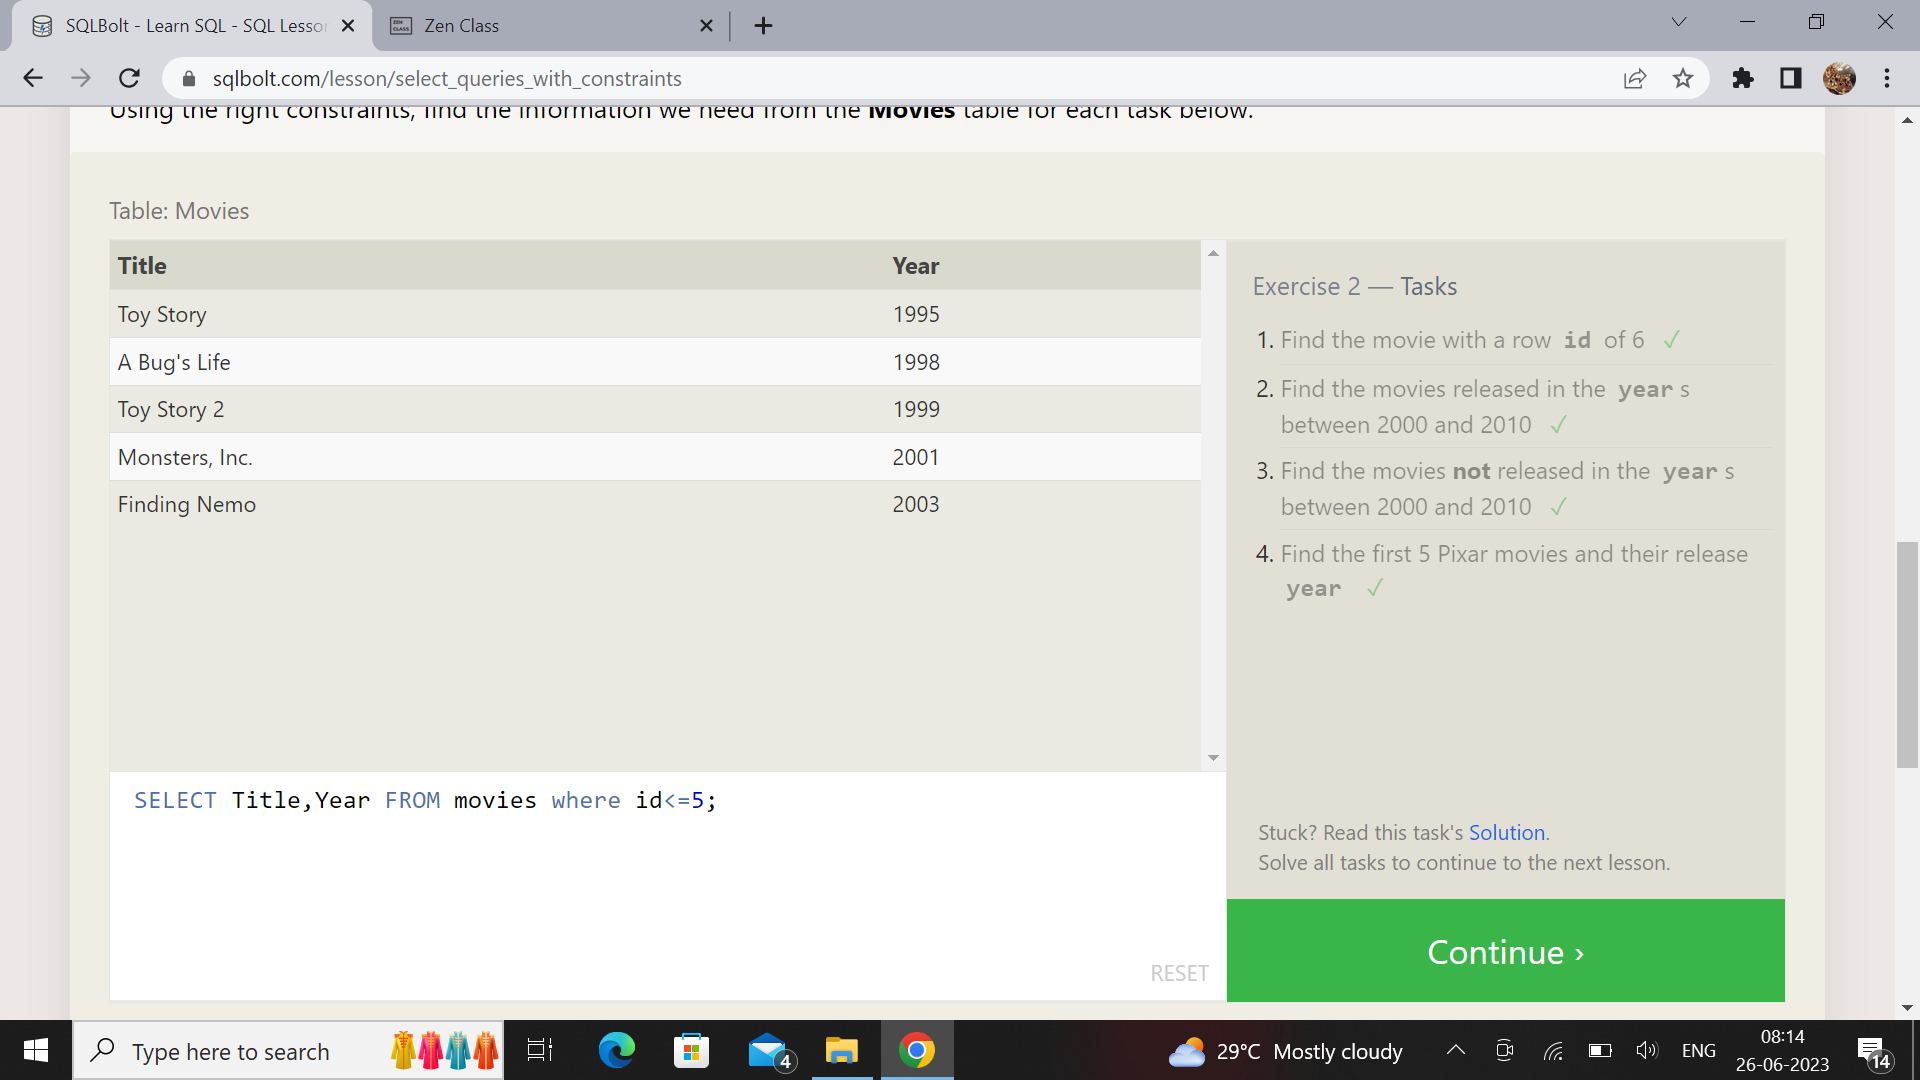 SQLBolt - Learn SQL - SQL Lesson
Zen Class
sqlbolt.com/lesson/select_queries_with_constraints
Using the right constraints, find the information we need from the Movies table for each task below.
Table: Movies
Title Year
Toy Story 1995
A Bug's Life 1998
Toy Story 2 1999
Monsters, Inc. 2001
Finding Nemo 2003
SELECT Title,Year FROM movies where id<=5;
RESET
Exercise 2 — Tasks
1. Find the movie with a row id of 6 ✓
2. Find the movies released in the year s
between 2000 and 2010 ✓
3. Find the movies not released in the year s
between 2000 and 2010 ✓
4. Find the first 5 Pixar movies and their release
year ✓
Stuck? Read this task's Solution.
Solve all tasks to continue to the next lesson.
Continue ›
Type here to search
4
29°C Mostly cloudy
ENG
08:14
26-06-2023
14